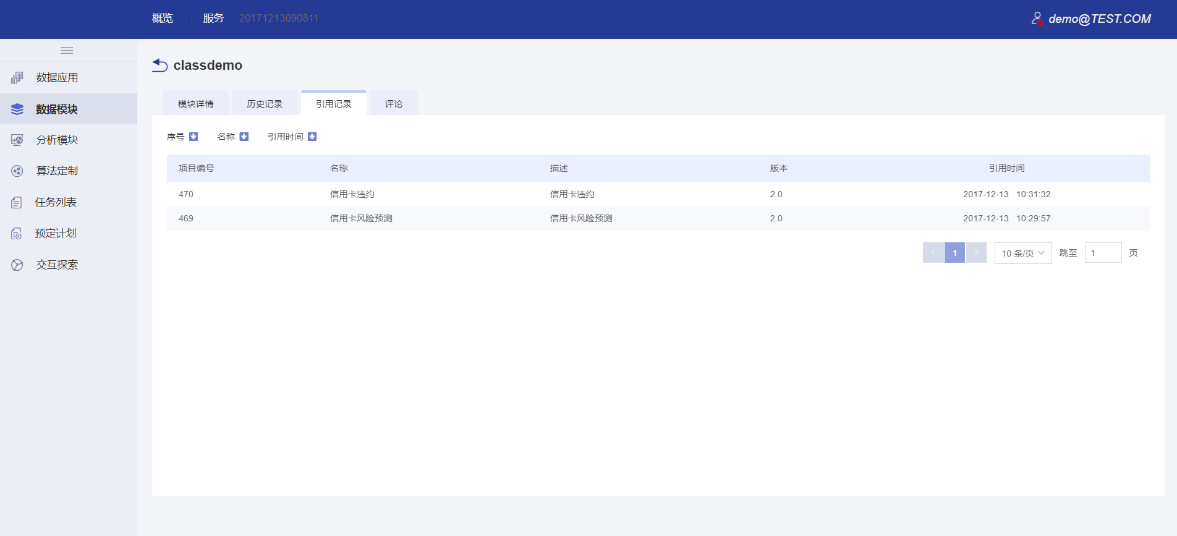 概览 服务 20171213090811 demo@TEST.COM
classdemo
数据应用
数据模块
分析模块
算法定制
任务列表
预定计划
交互探索
模块详情 历史记录 引用记录 评论
序号 名称 引用时间
项目编号 名称 描述 版本 引用时间
470 信用卡违约 信用卡违约 2.0 2017-12-13 10:31:32
469 信用卡风险预测 信用卡风险预测 2.0 2017-12-13 10:29:57
< 1 > 10 条/页 跳至 1 页